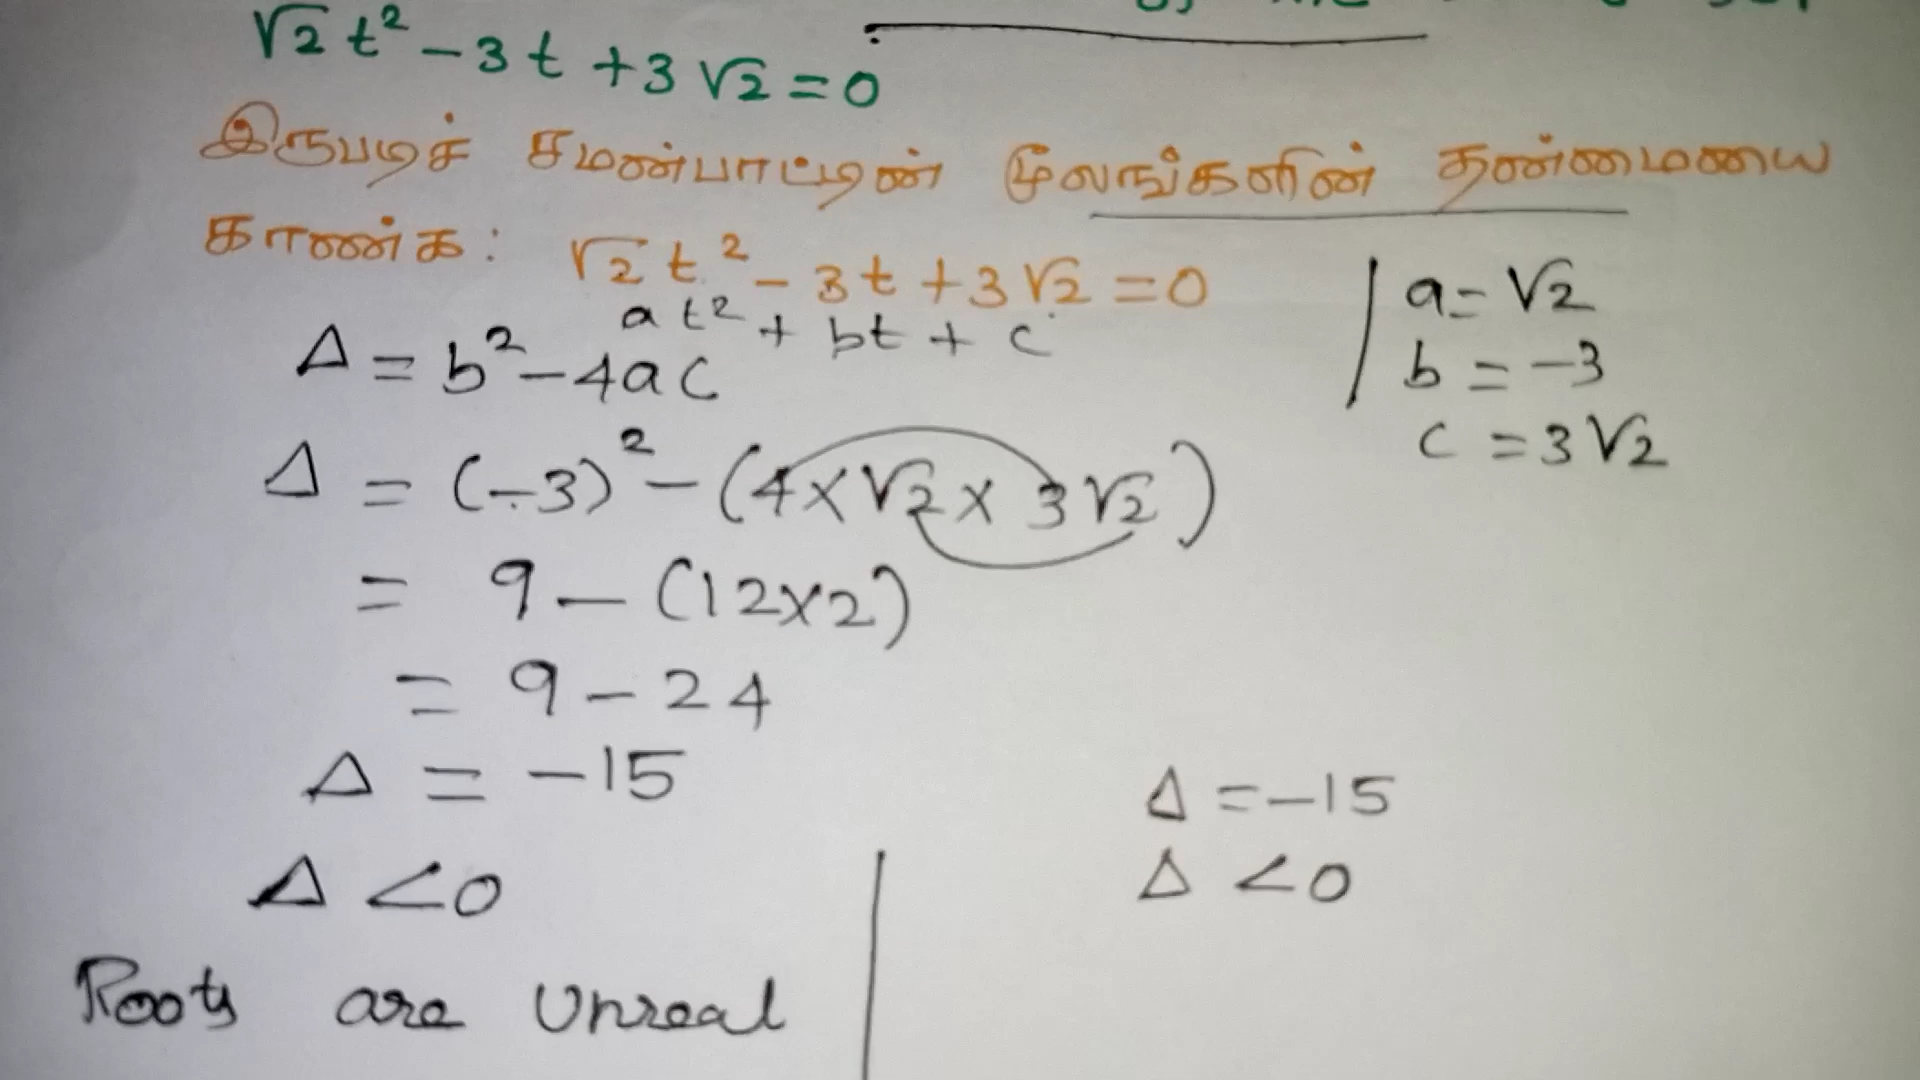 √2 t² - 3t + 3√2 = 0
இருபடிச் சமன்பாட்டின் மூலங்களின் தன்மையை
காண்க: √2 t² - 3t + 3√2 = 0
at² + bt + c
a = √2
b = -3
c = 3√2
Δ = b² - 4ac
Δ = (-3)² - (4 × √2 × 3√2)
= 9 - (12×2)
= 9 - 24
Δ = -15
Δ < 0
Roots are Unreal
Δ = -15
Δ < 0